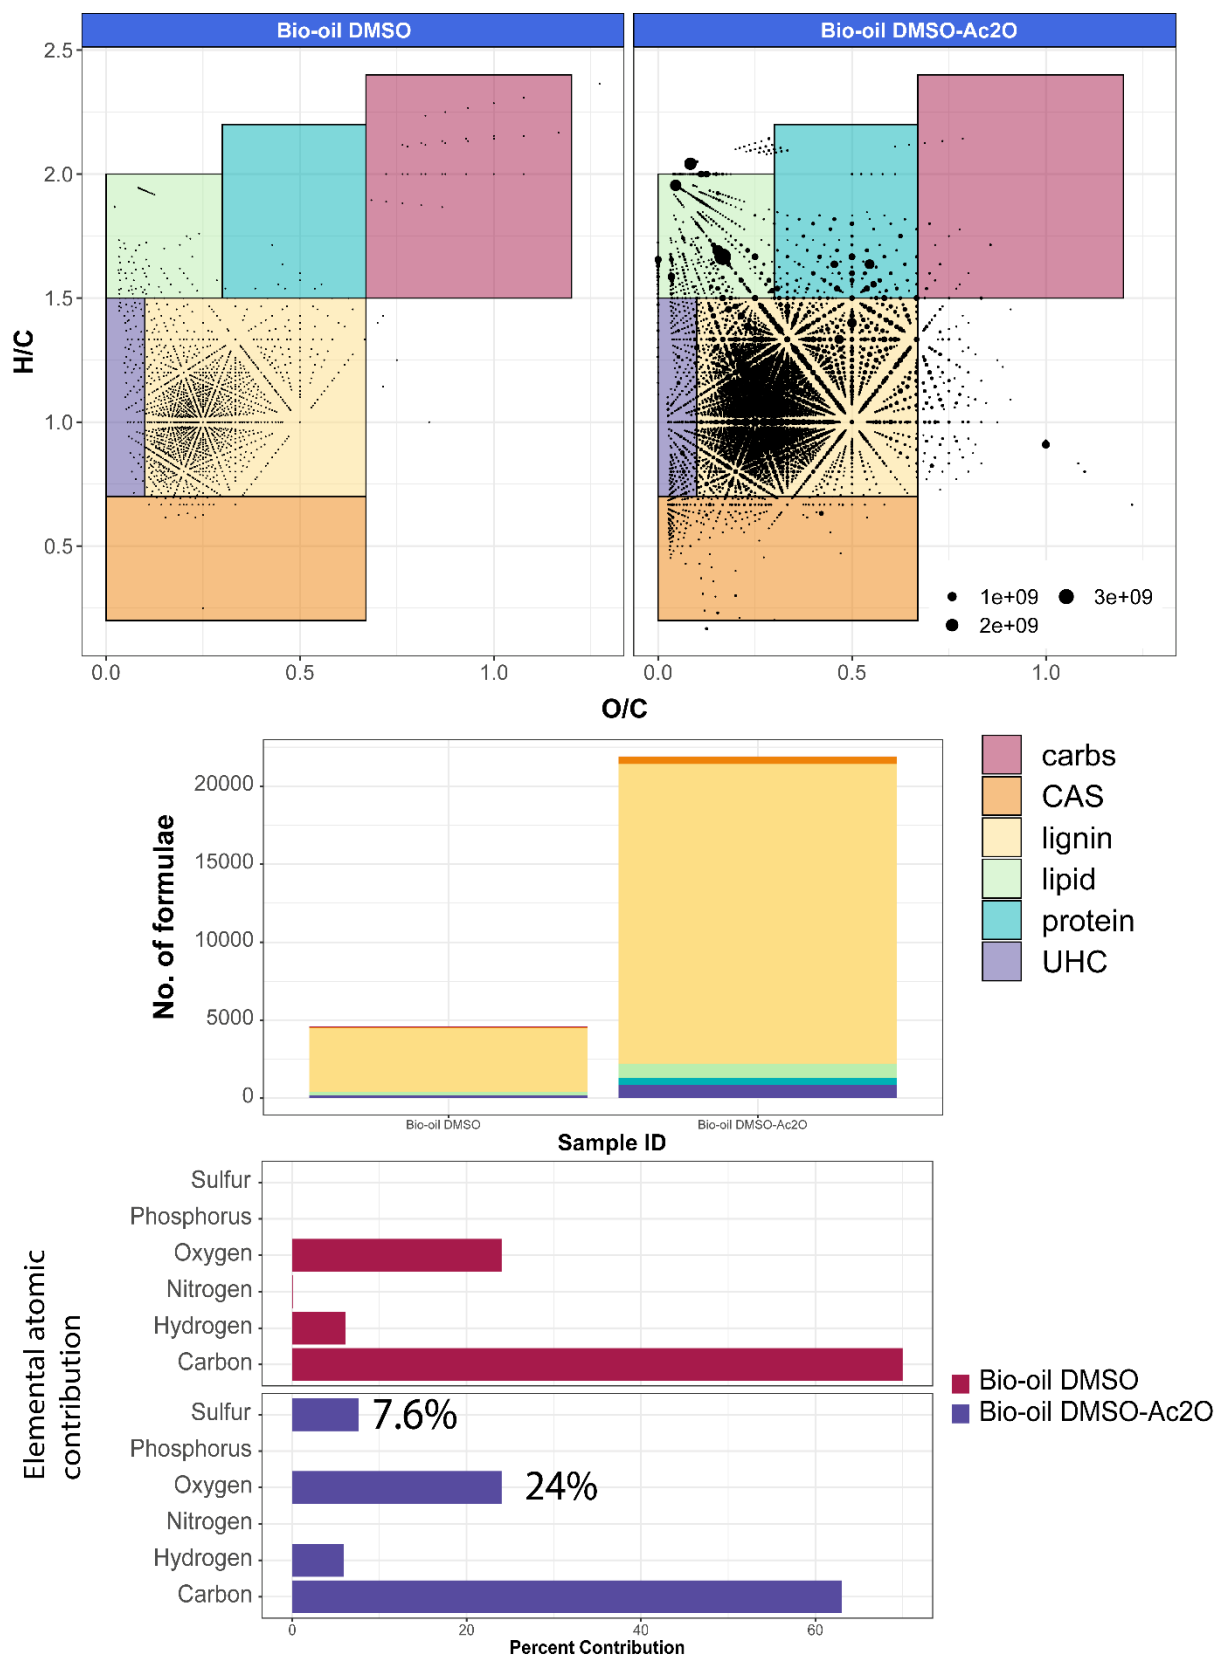 Bio-oil DMSO
Bio-oil DMSO-Ac2O
2.5
2.0
1.5
1.0
0.5
H/C
1e+09
3e+09
2e+09
0.0
0.5
1.0
0.0
0.5
1.0
O/C
20000
15000
10000
5000
0
No. of formulae
Bio-oil DMSO
Bio-oil DMSO-Ac2O
Sample ID
carbs
CAS
lignin
lipid
protein
UHC
Elemental atomic
contribution
Sulfur
Phosphorus
Oxygen
Nitrogen
Hydrogen
Carbon
Sulfur
7.6%
Phosphorus
Oxygen
24%
Nitrogen
Hydrogen
Carbon
0
20
40
60
Percent Contribution
Bio-oil DMSO
Bio-oil DMSO-Ac2O